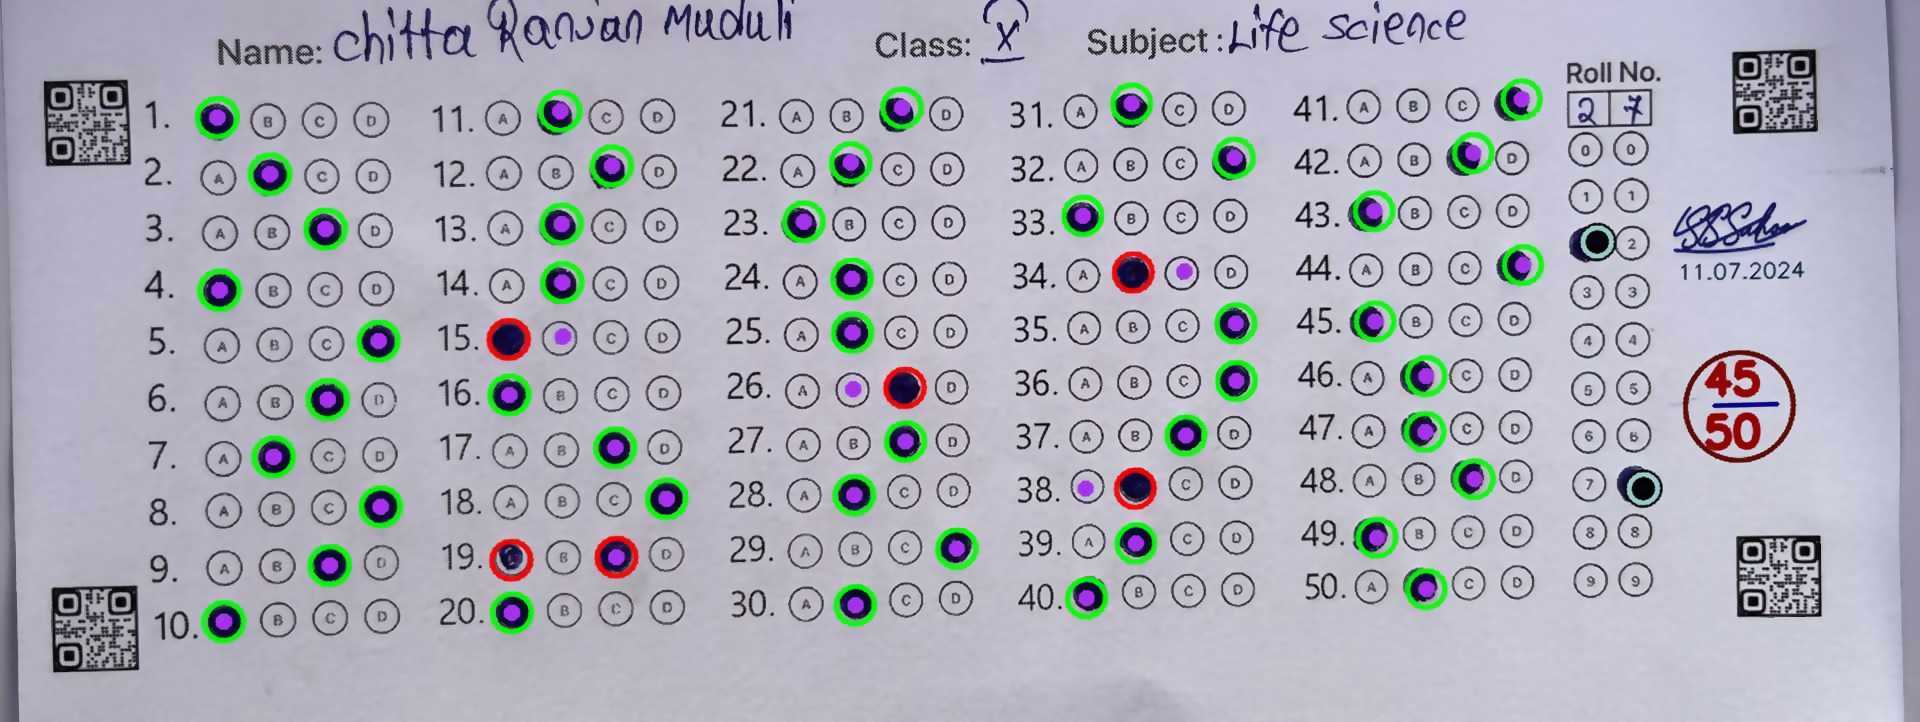 Name: Chitta Ranjan Muduli Class: X Subject : Life science
Roll No.
2 7
1. A B C D 11. A B C D 21. A B C D 31. A B C D 41. A B C D
2. A B C D 12. A B C D 22. A B C D 32. A B C D 42. A B C D
3. A B C D 13. A B C D 23. A B C D 33. A B C D 43. A B C D
4. A B C D 14. A B C D 24. A B C D 34. A B C D 44. A B C D
5. A B C D 15. A B C D 25. A B C D 35. A B C D 45. A B C D
6. A B C D 16. A B C D 26. A B C D 36. A B C D 46. A B C D
7. A B C D 17. A B C D 27. A B C D 37. A B C D 47. A B C D
8. A B C D 18. A B C D 28. A B C D 38. A B C D 48. A B C D
9. A B C D 19. A B C D 29. A B C D 39. A B C D 49. A B C D
10. A B C D 20. A B C D 30. A B C D 40. A B C D 50. A B C D
0 0
1 1
2
3 3
4 4
5 5
6 6
7
8 8
9 9
11.07.2024
45
50